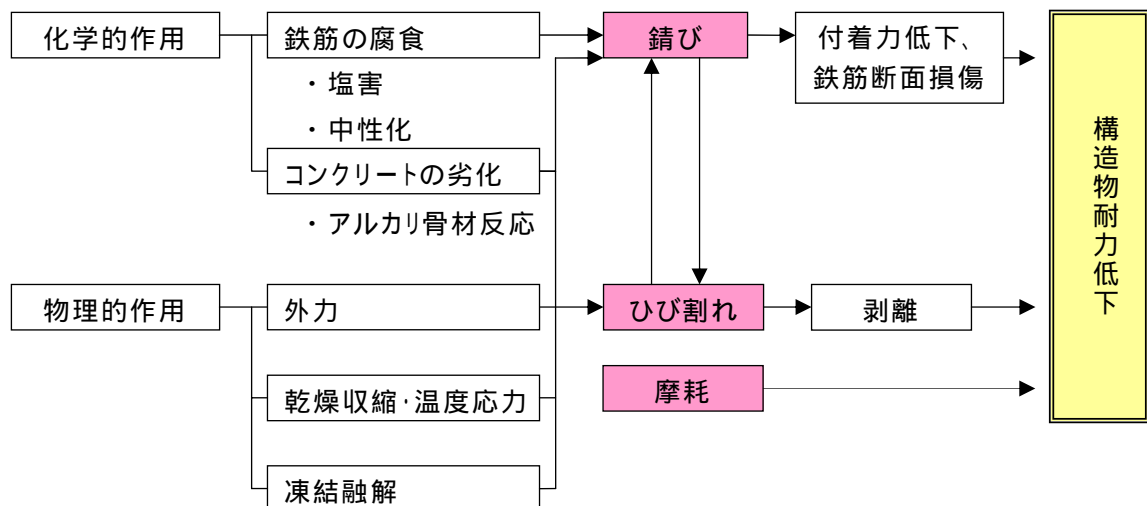 化学的作用
鉄筋の腐食
・塩害
・中性化
コンクリートの劣化
・アルカリ骨材反応
物理的作用
外力
乾燥収縮･温度応力
凍結融解
錆び
ひび割れ
摩耗
付着力低下、
鉄筋断面損傷
剥離
構造物耐力低下